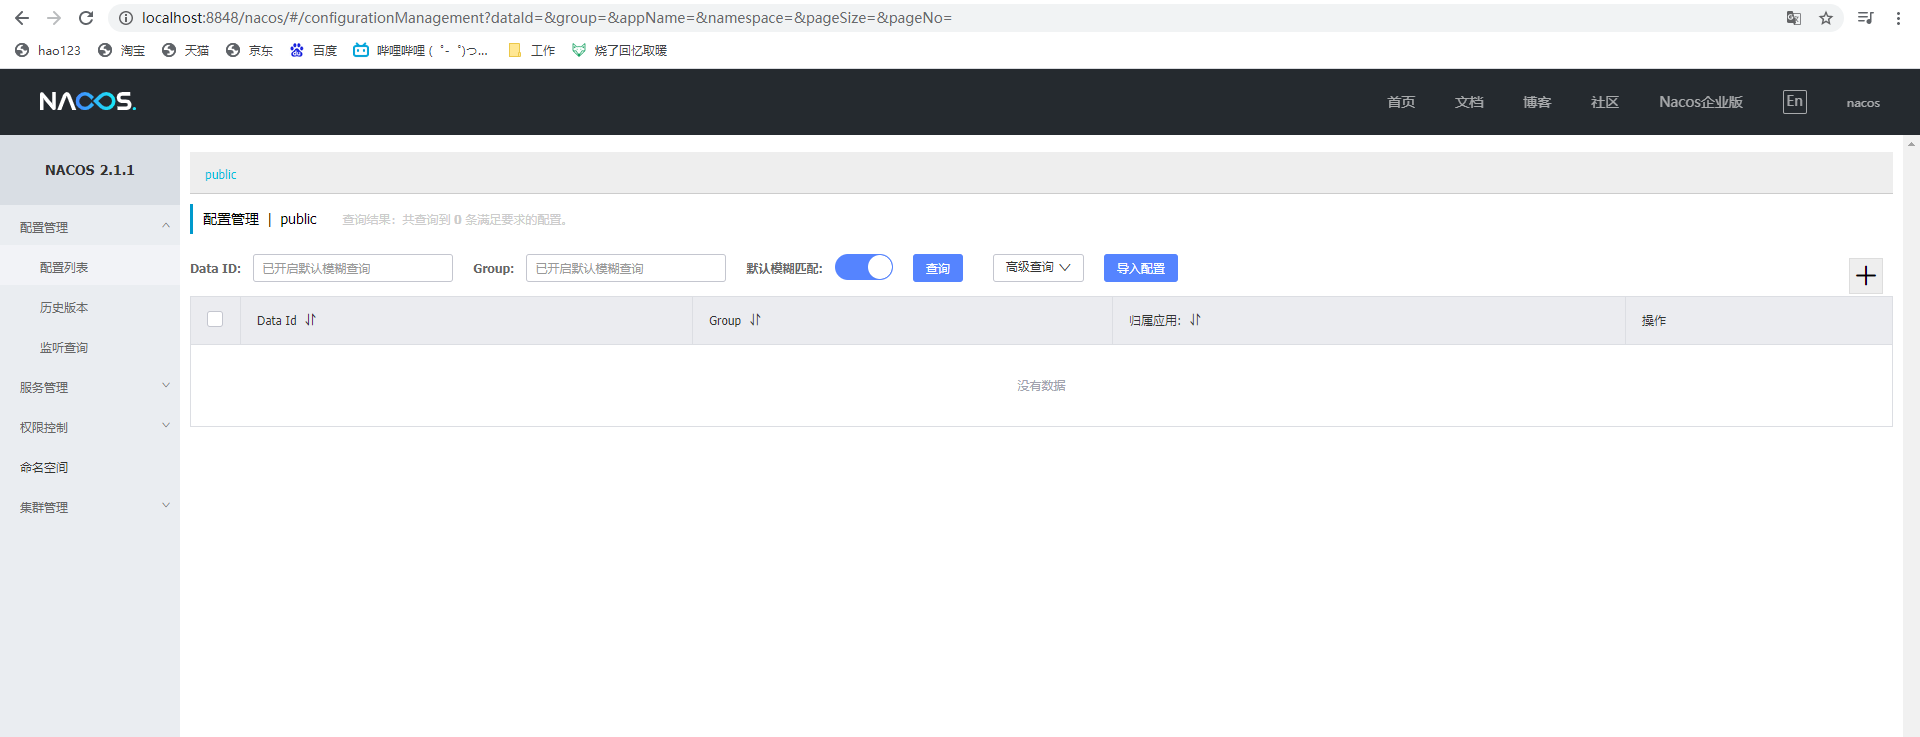 localhost:8848/nacos/#/configurationManagement?dataId=&group=&appName=&namespace=&pageSize=&pageNo=
hao123 淘宝 天猫 京东 百度 哔哩哔哩 ( ゜- ゜)つ... 工作 烧了回忆取暖
NACOS. 首页 文档 博客 社区 Nacos企业版 En nacos
NACOS 2.1.1
public
配置管理
配置列表
历史版本
监听查询
服务管理
权限控制
命名空间
集群管理
配置管理 | public 查询结果：共查询到 0 条满足要求的配置。
Data ID: 已开启默认模糊查询 Group: 已开启默认模糊查询 默认模糊匹配: 查询 高级查询 导入配置
Data Id Group 归属应用: 操作
没有数据